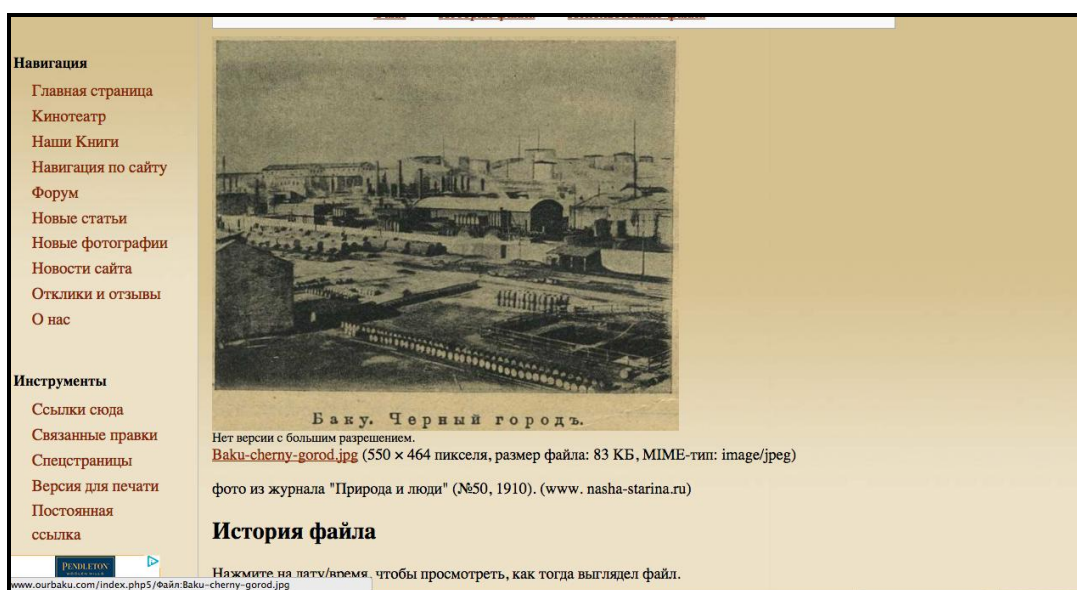 Навигация
Главная страница
Кинотеатр
Наши Книги
Навигация по сайту
Форум
Новые статьи
Новые фотографии
Новости сайта
Отклики и отзывы
О нас
Инструменты
Ссылки сюда
Связанные правки
Спецстраницы
Версия для печати
Постоянная
ссылка
PENDLETON
www.ourbaku.com/index.php5/Файл:Baku-cherny-gorod.jpg
Баку. Черный городъ.
Нет версии с большим разрешением.
Baku-cherny-gorod.jpg (550 × 464 пикселя, размер файла: 83 КБ, MIME-тип: image/jpeg)
фото из журнала "Природа и люди" (№50, 1910). (www. nasha-starina.ru)
История файла
Нажмите на дату/время, чтобы просмотреть, как тогда выглядел файл.